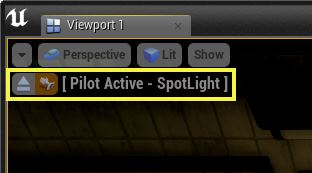 Viewport 1
Perspective Lit Show
[ Pilot Active - SpotLight ]